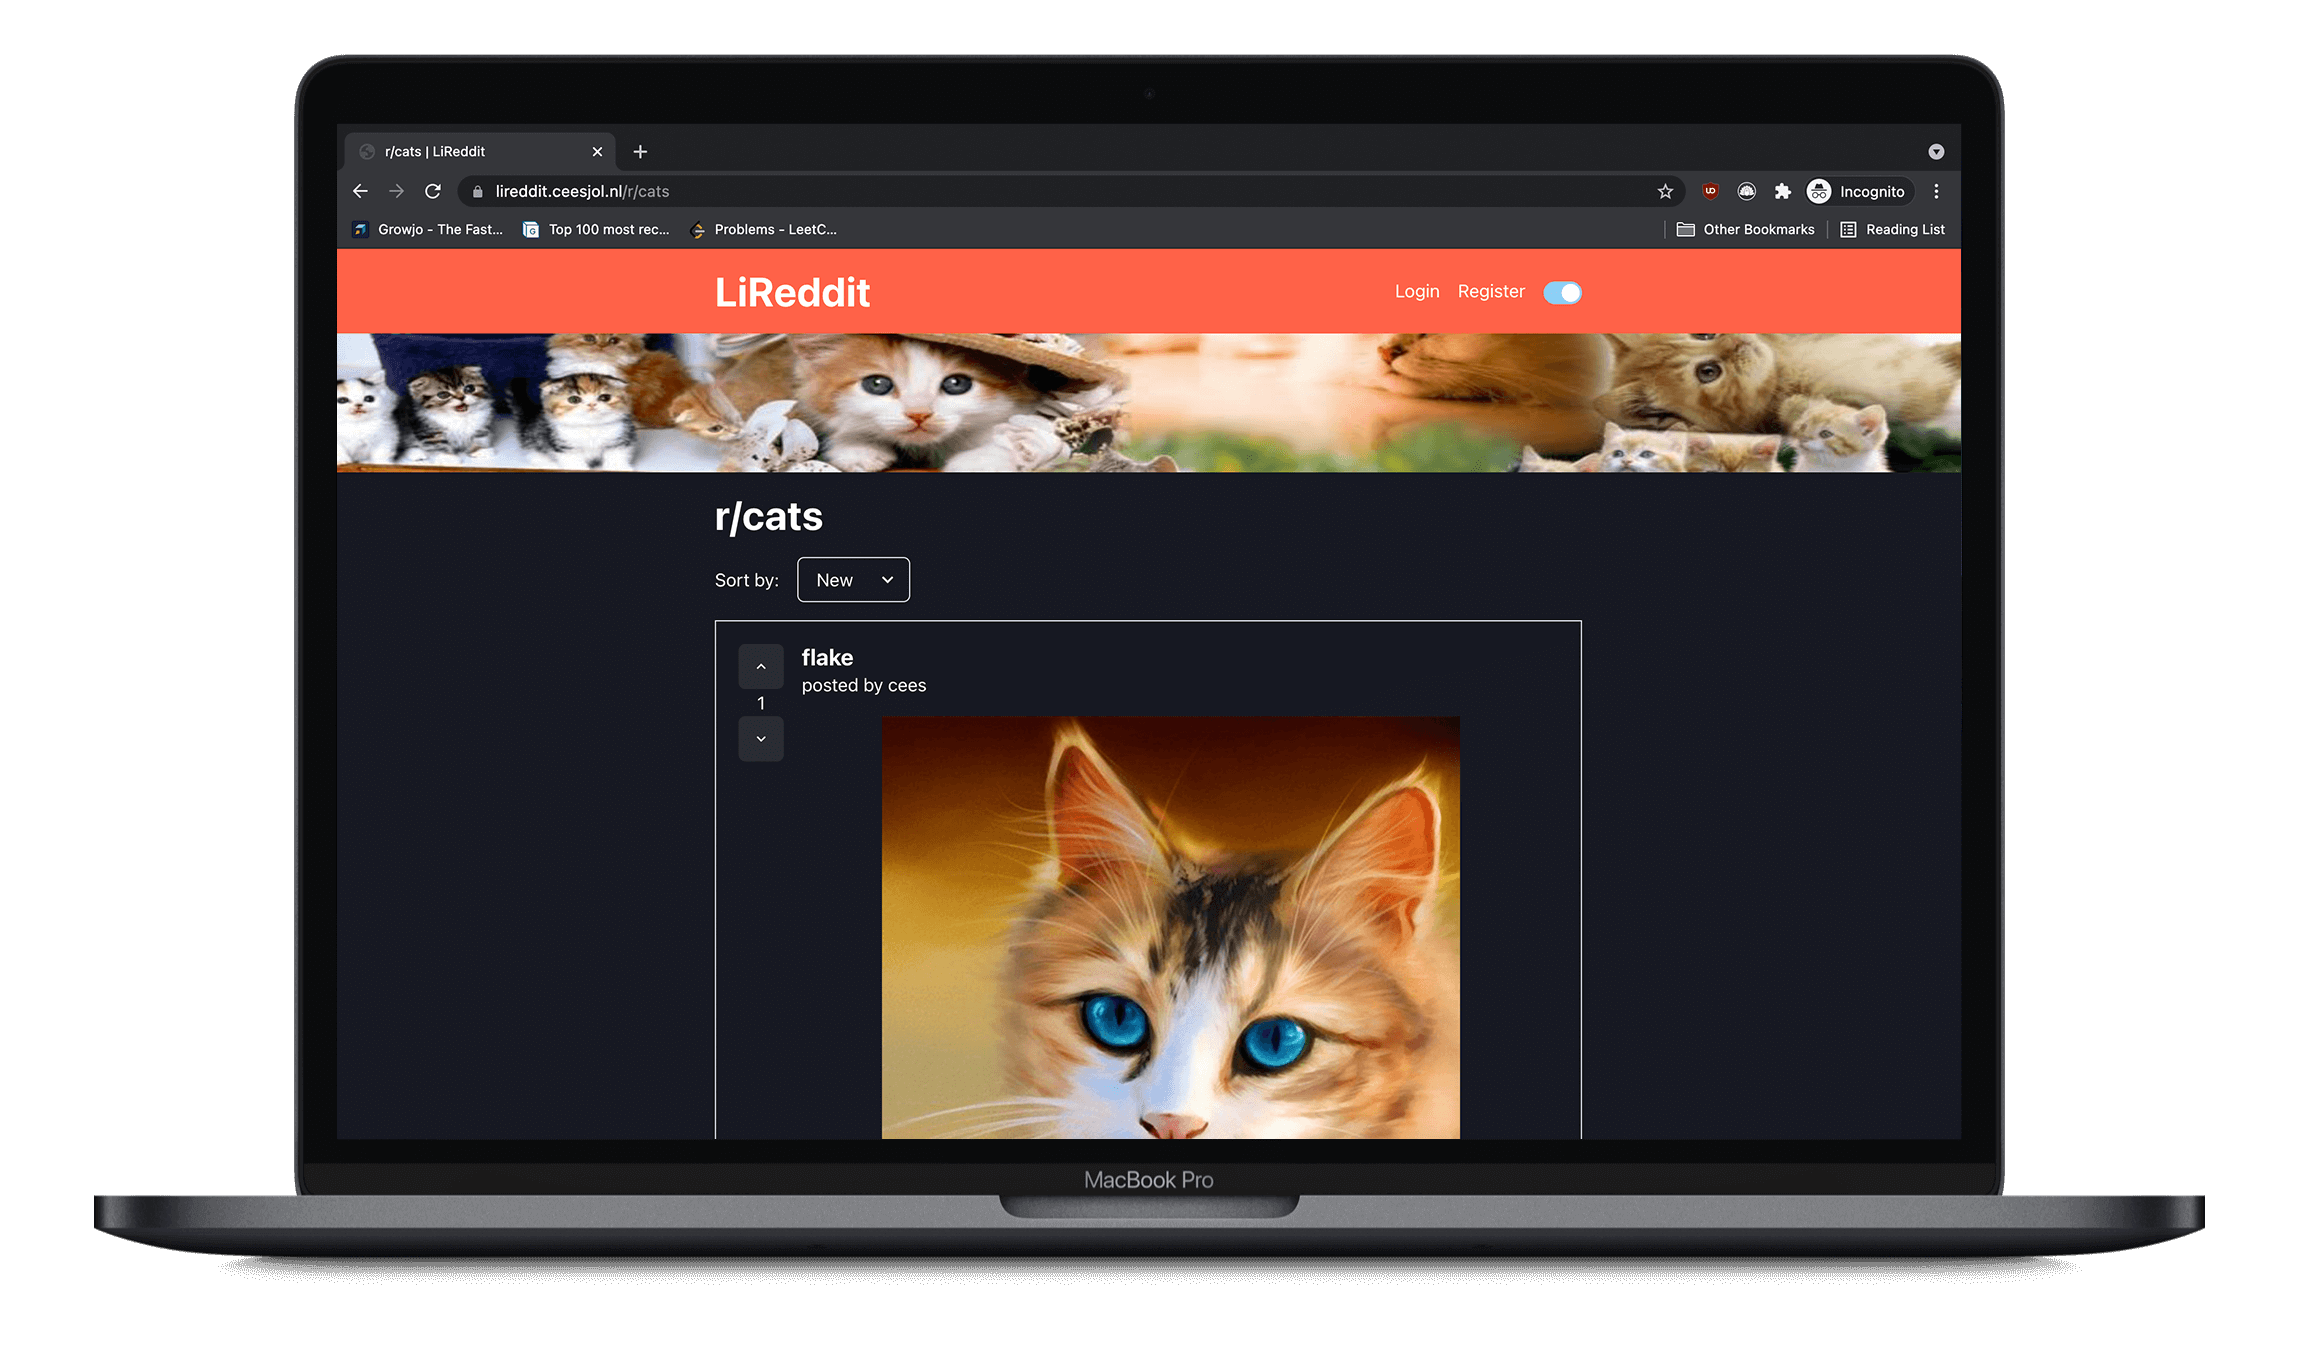 r/cats | LiReddit
lireddit.ceesjol.nl/r/cats
Incognito
Growjo - The Fast...
Top 100 most rec...
Problems - LeetC...
Other Bookmarks
Reading List
LiReddit
Login
Register
r/cats
Sort by:
New
flake
posted by cees
1
MacBook Pro